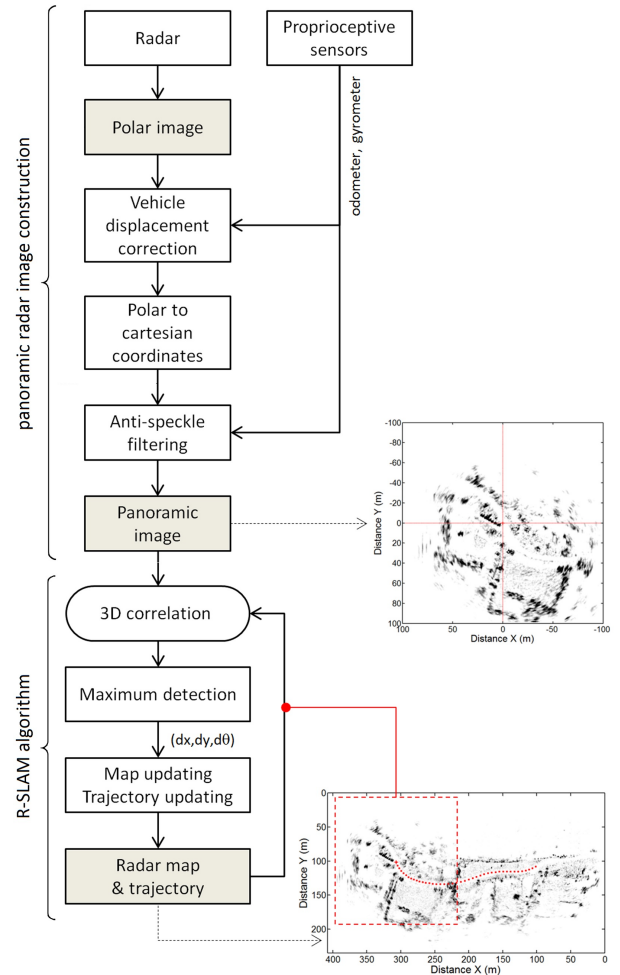 Radar
Proprioceptive
sensors
odometer, gyrometer
Polar image
Vehicle
displacement
correction
Polar to
cartesian
coordinates
Anti-speckle
filtering
Panoramic
image
panoramic radar image construction
-100
-80
-60
-40
-20
0
20
40
60
80
100
Distance Y (m)
100 50 0 -50 -100
Distance X (m)
3D correlation
Maximum detection
(dx,dy,dθ)
Map updating
Trajectory updating
Radar map
& trajectory
R-SLAM algorithm
0
50
100
150
200
Distance Y (m)
400 350 300 250 200 150 100 50 0
Distance X (m)